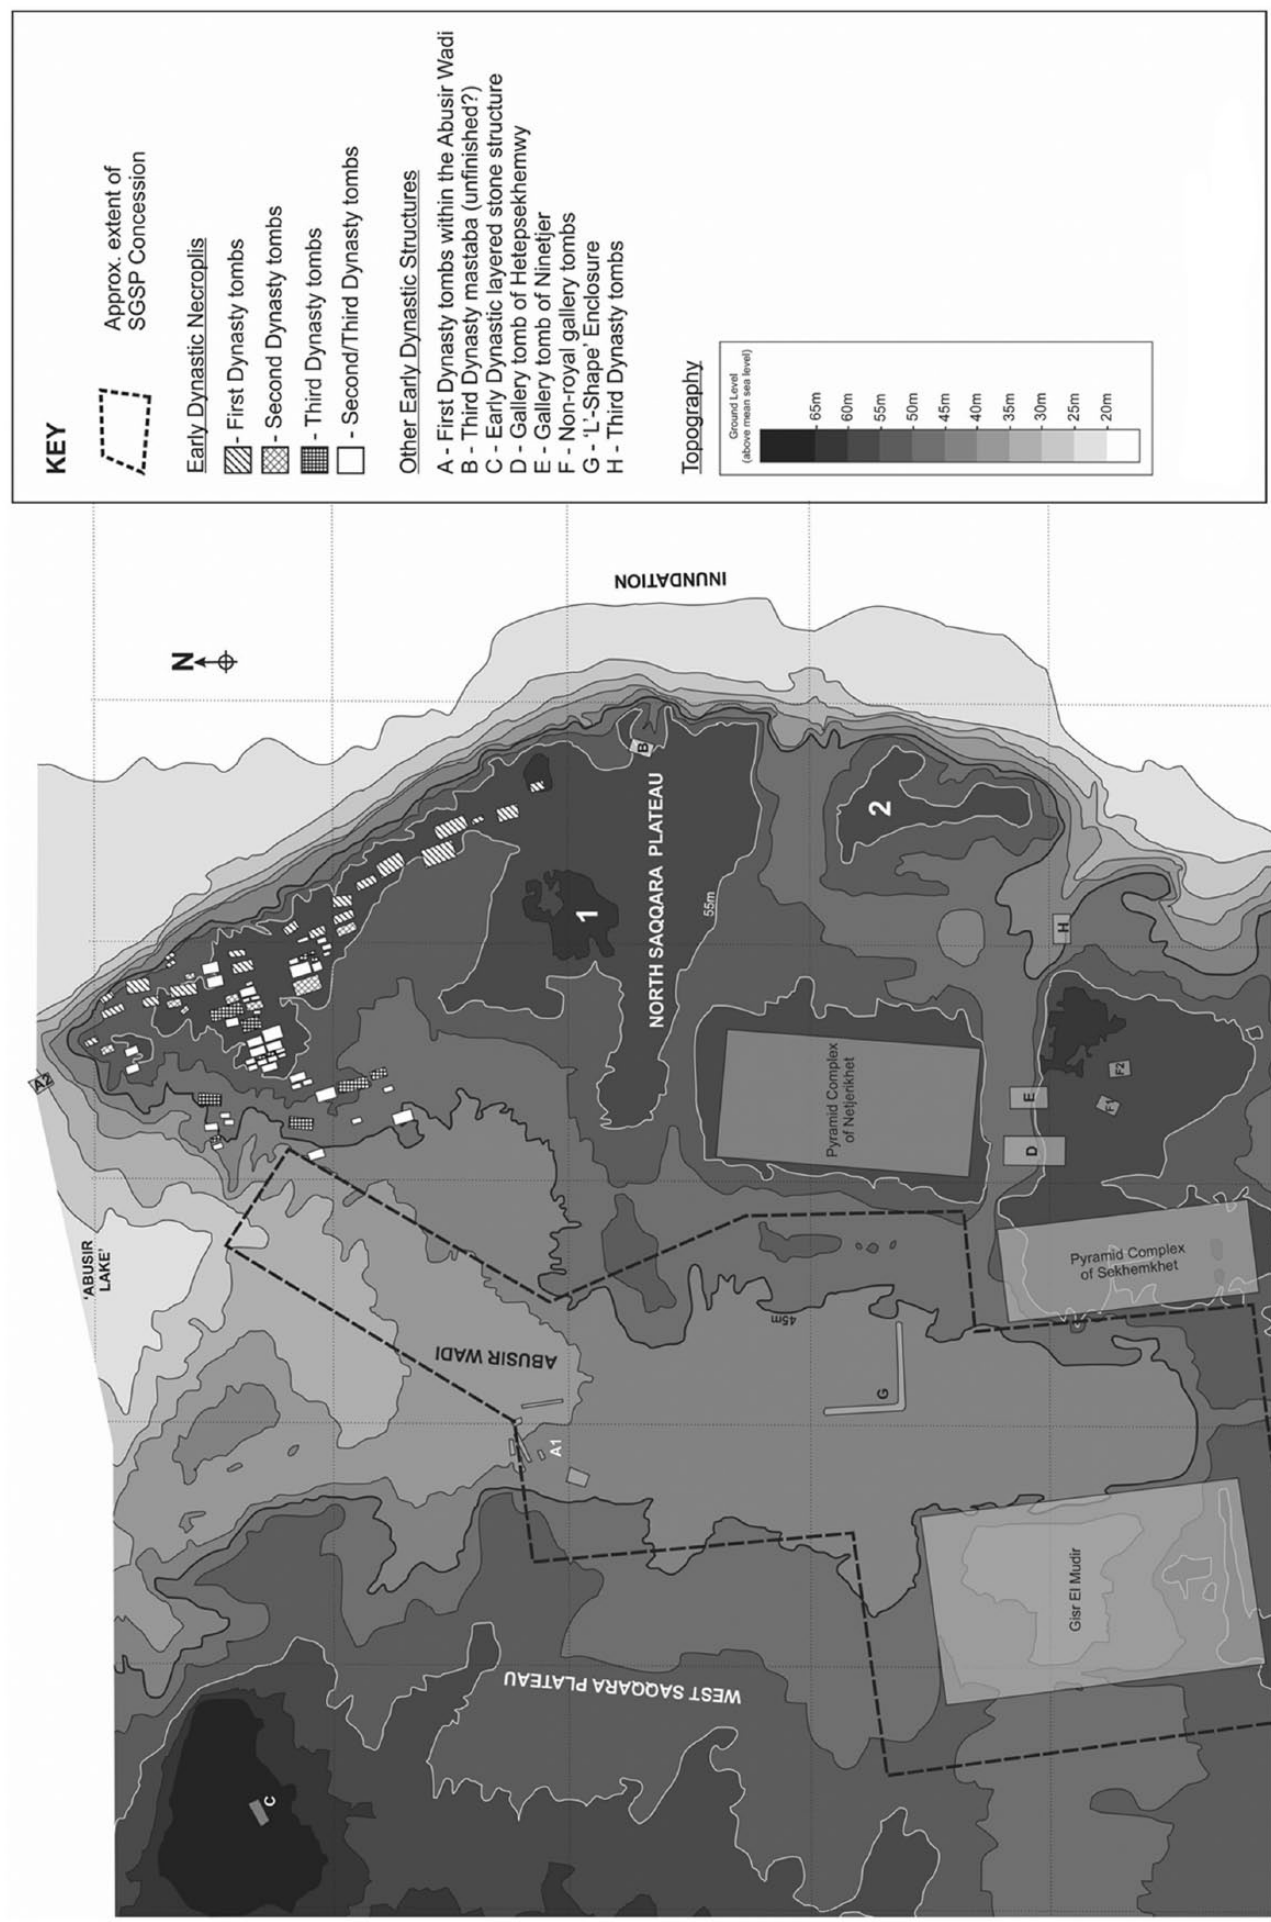 KEY
Approx. extent of
SGSP Concession
Early Dynastic Necroplis
- First Dynasty tombs
- Second Dynasty tombs
- Third Dynasty tombs
- Second/Third Dynasty tombs
Other Early Dynastic Structures
A - First Dynasty tombs within the Abusir Wadi
B - Third Dynasty mastaba (unfinished?)
C - Early Dynastic layered stone structure
D - Gallery tomb of Hetepsekhemwy
E - Gallery tomb of Ninetjer
F - Non-royal gallery tombs
G - 'L'-Shape' Enclosure
H - Third Dynasty tombs
Topography
Ground Level
(above mean sea level)
65m
60m
55m
50m
45m
40m
35m
30m
25m
20m
INUNDATION
N
B
NORTH SAQQARA PLATEAU
1
2
55m
H
A2
Pyramid Complex
of Netjerikhet
E
D
F2
F1
'ABUSIR
LAKE'
Pyramid Complex
of Sekhemkhet
ABUSIR WADI
45m
G
A1
Gisr El Mudir
WEST SAQQARA PLATEAU
C